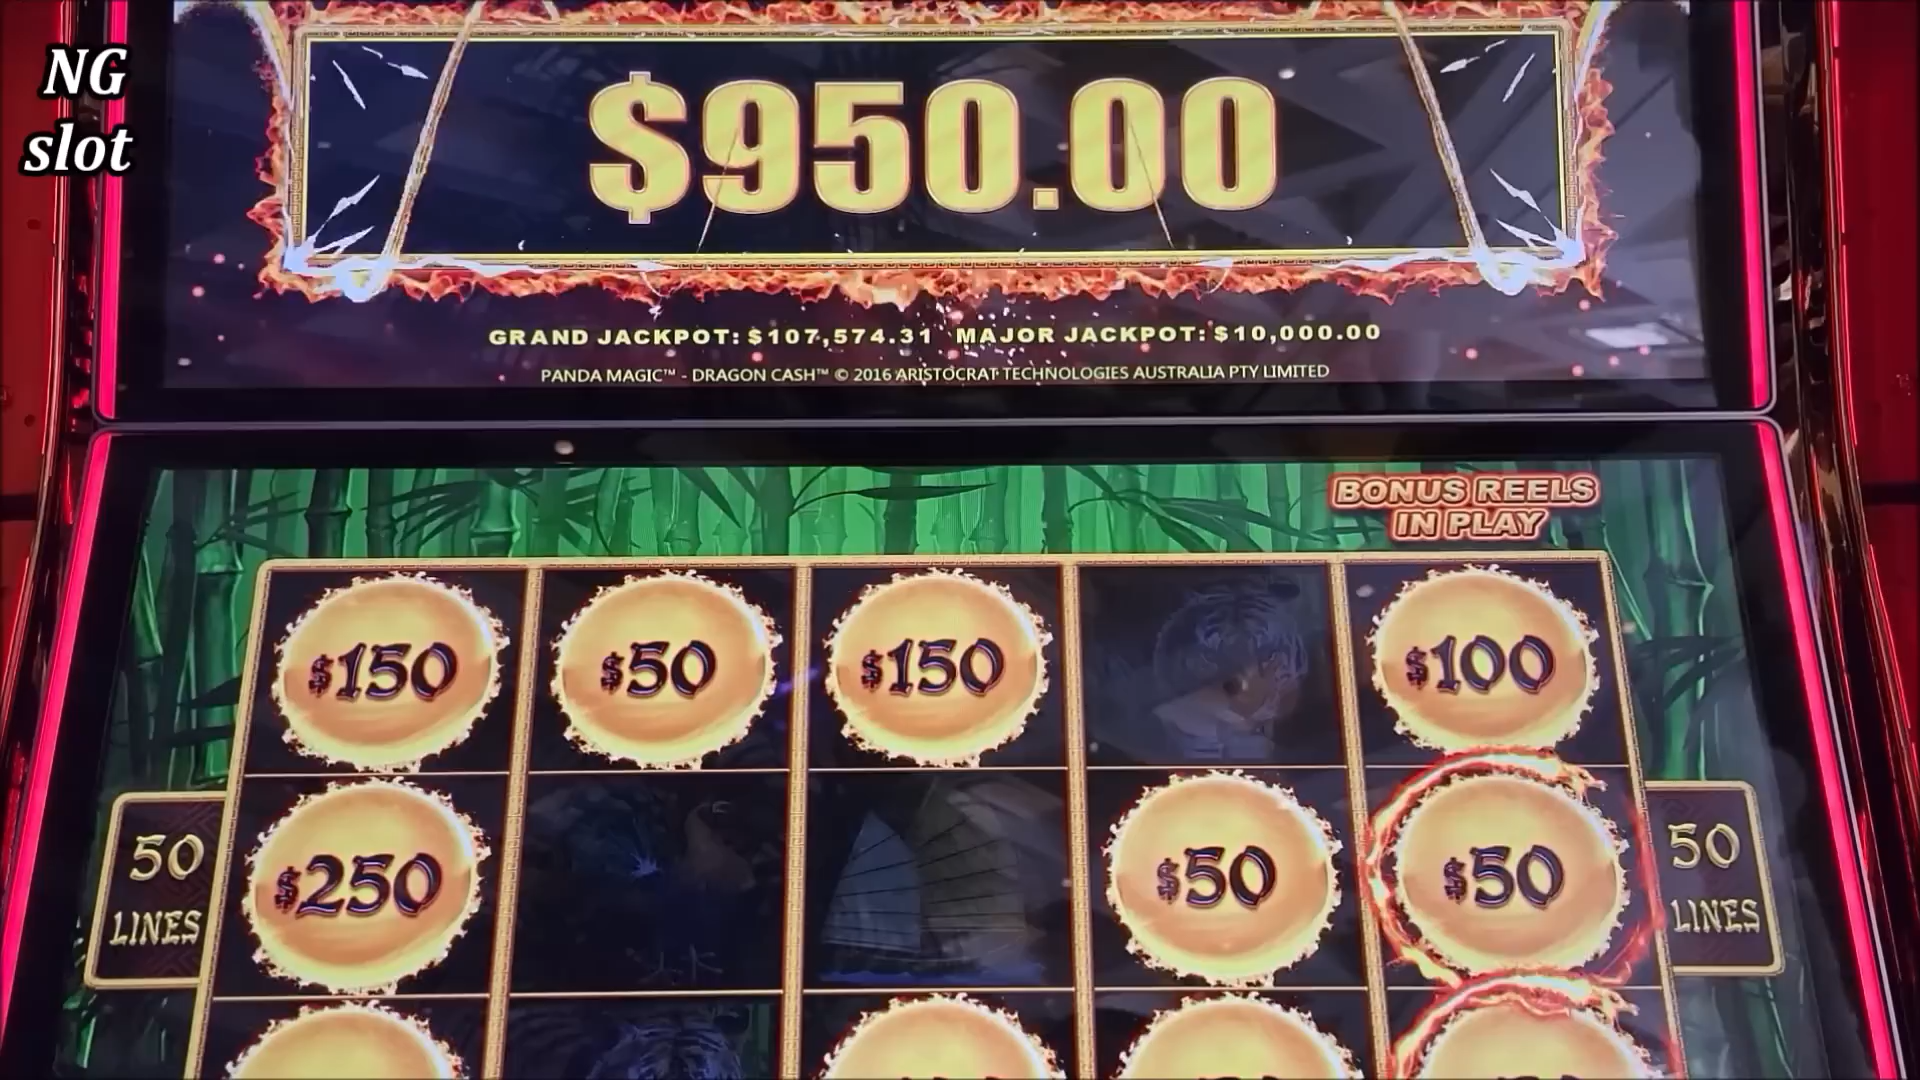 NG
slot
$950.00
GRAND JACKPOT: $107,574.31 MAJOR JACKPOT: $10,000.00
PANDA MAGIC™ - DRAGON CASH™ © 2016 ARISTOCRAT TECHNOLOGIES AUSTRALIA PTY LIMITED
BONUS REELS
IN PLAY
$150 $50 $150 $100
50 LINES
$250 $50 $50
50 LINES